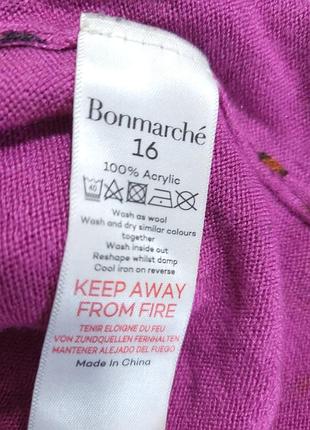 Bonmarché
16
100% Acrylic
40
Wash as wool
Wash and dry similar colours
together
Wash inside out
Reshape whilst damp
Cool iron on reverse
KEEP AWAY
FROM FIRE
TENIR ELOIGNE DU FEU
VON ZUNDQUELLEN FERNHALTEN
MANTENER ALEJADO DEL FUEGO
Made In China